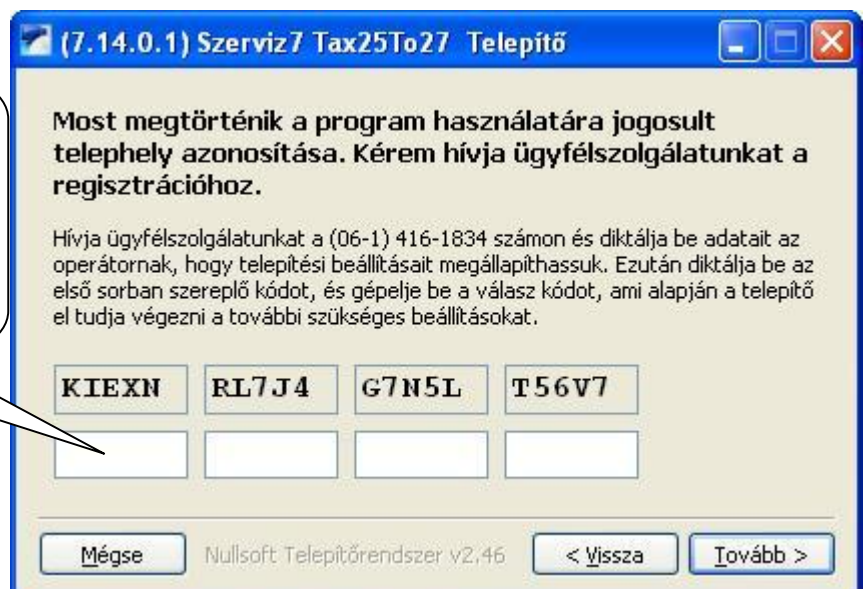 (7.14.0.1) Szerviz7 Tax25To27 Telepítő
Most megtörténik a program használatára jogosult
telephely azonosítása. Kérem hívja ügyfélszolgálatunkat a
regisztrációhoz.
Hívja ügyfélszolgálatunkat a (06-1) 416-1834 számon és diktálja be adatait az
operátornak, hogy telepítési beállításait megállapíthassuk. Ezután diktálja be az
első sorban szereplő kódot, és gépelje be a válasz kódot, ami alapján a telepítő
el tudja végezni a további szükséges beállításokat.
KIEXN RL7J4 G7N5L T56V7
Mégse Nullsoft Telepítőrendszer v2.46 < Vissza Tovább >